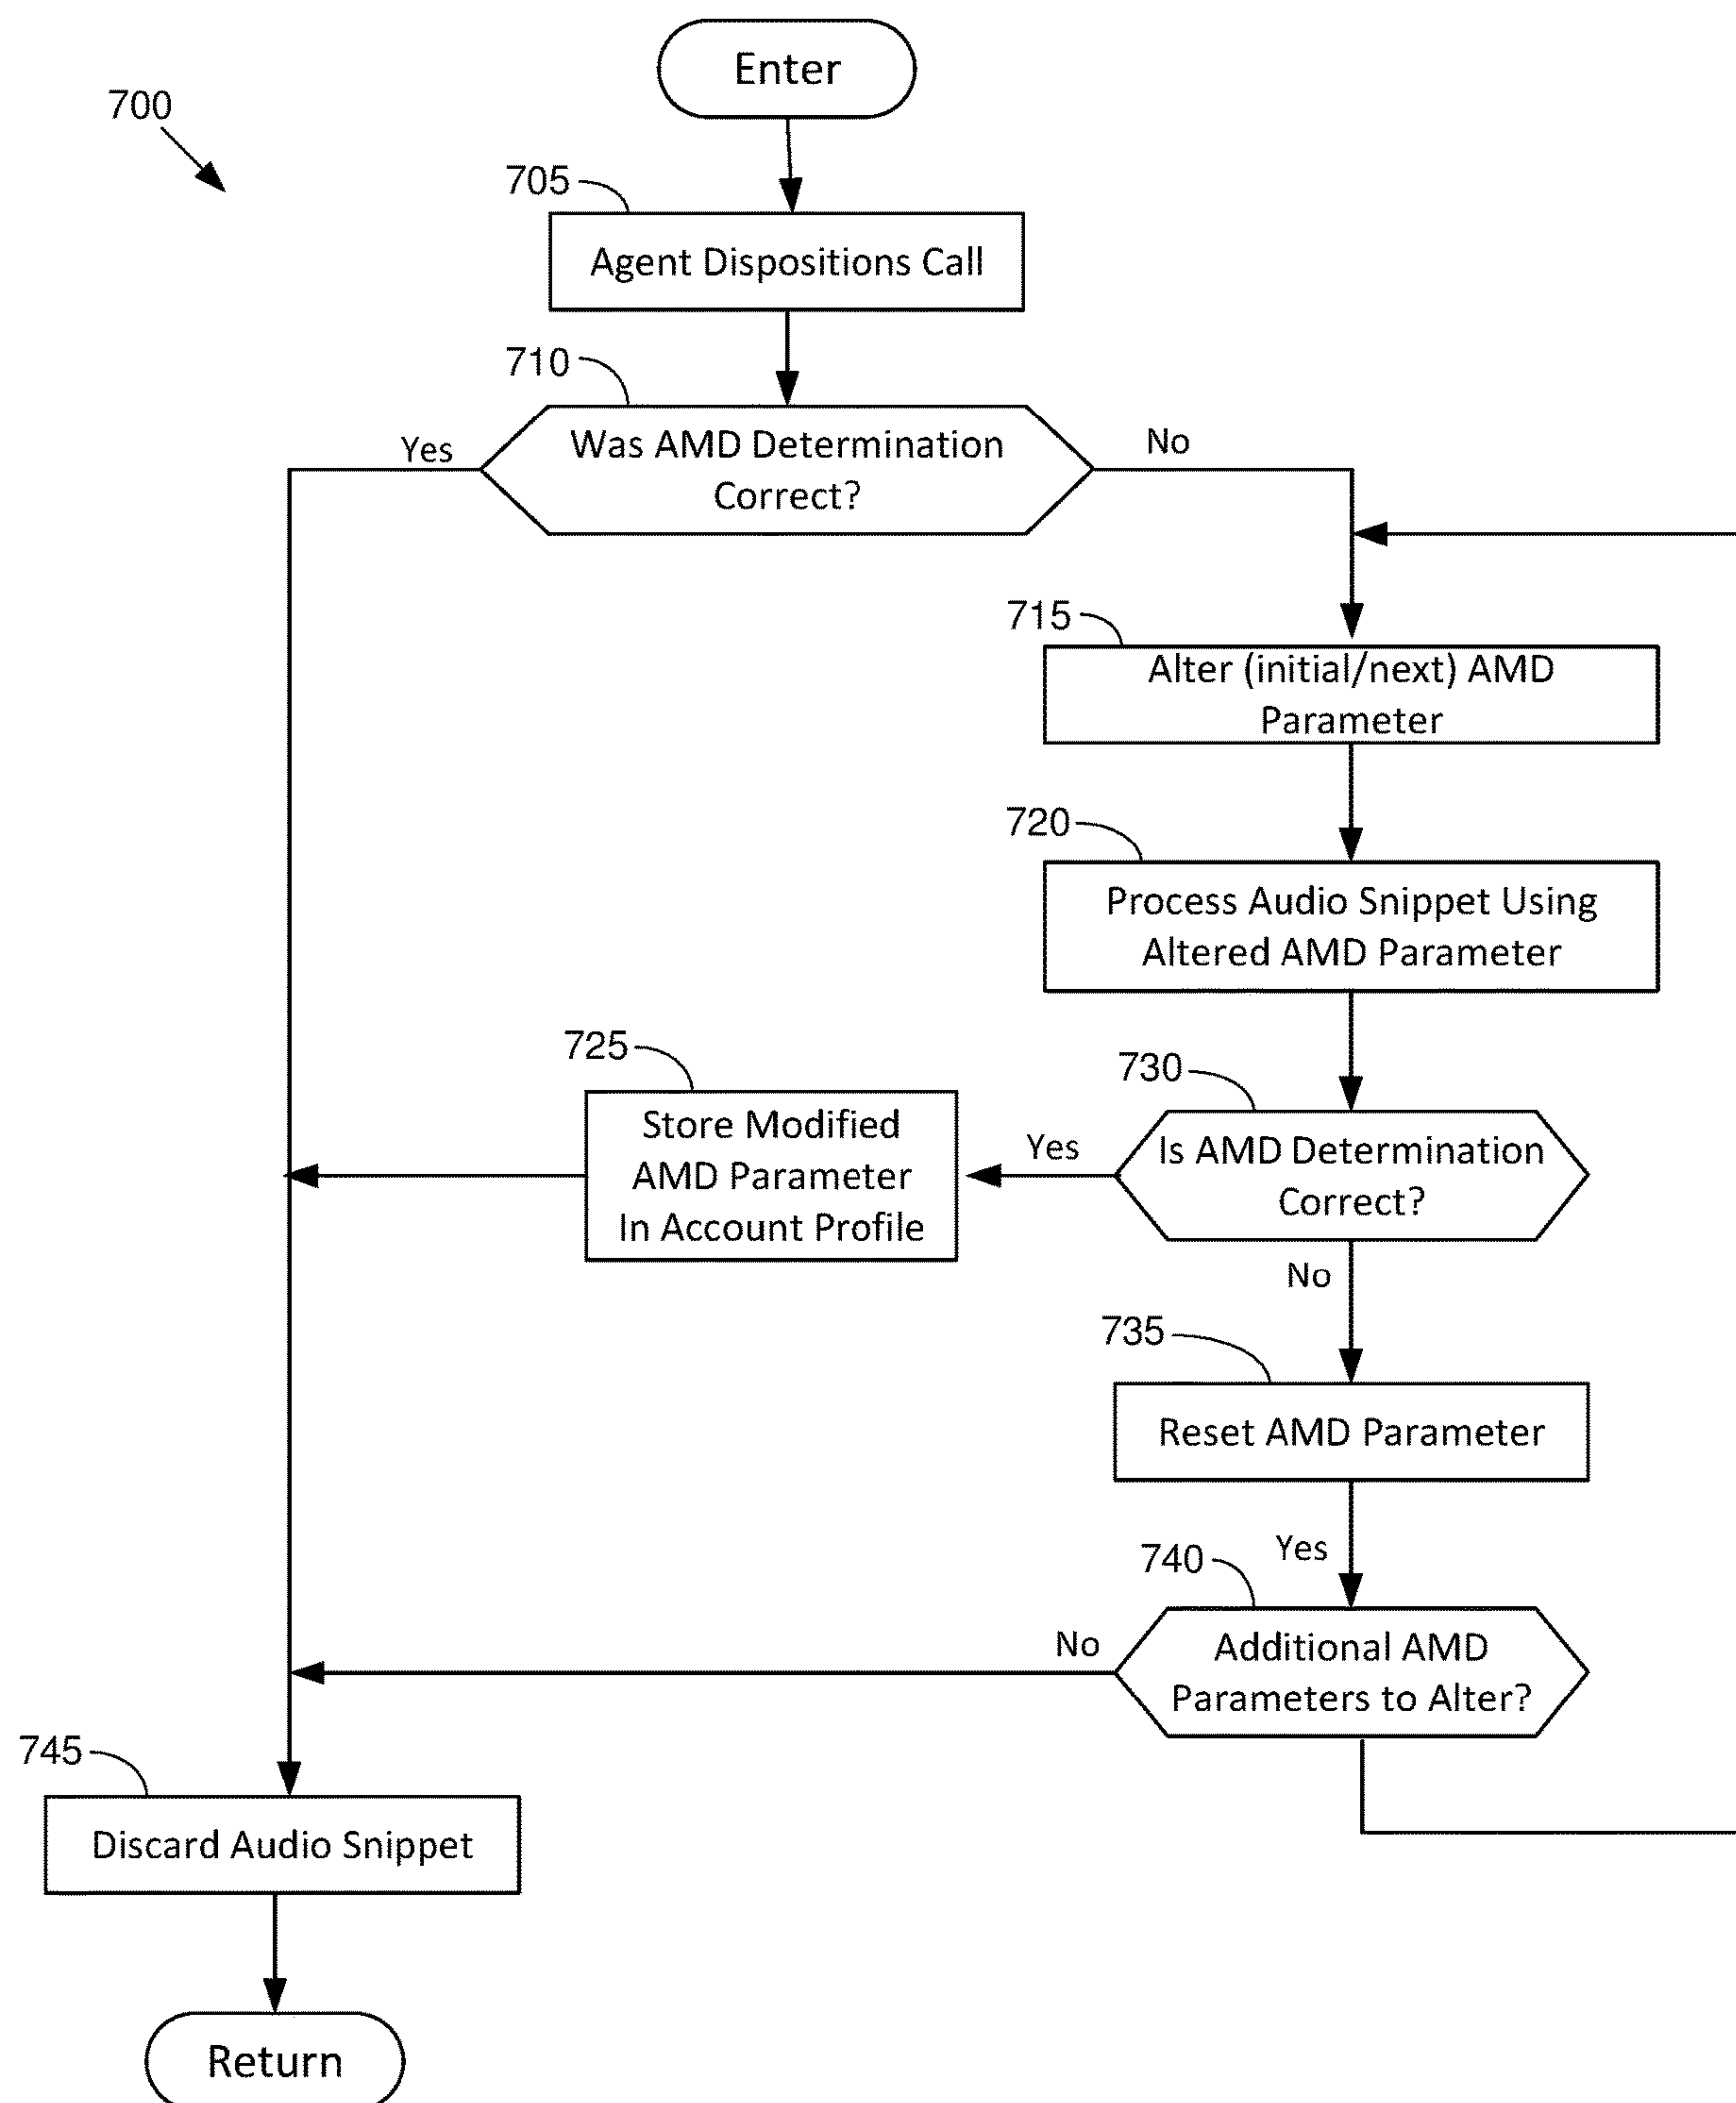 Enter
700
705
Agent Dispositions Call
710
Yes
Was AMD Determination
Correct?
No
715
Alter (initial/next) AMD
Parameter
720
Process Audio Snippet Using
Altered AMD Parameter
725
Store Modified
AMD Parameter
In Account Profile
Yes
730
Is AMD Determination
Correct?
No
735
Reset AMD Parameter
Yes
740
No
Additional AMD
Parameters to Alter?
745
Discard Audio Snippet
Return